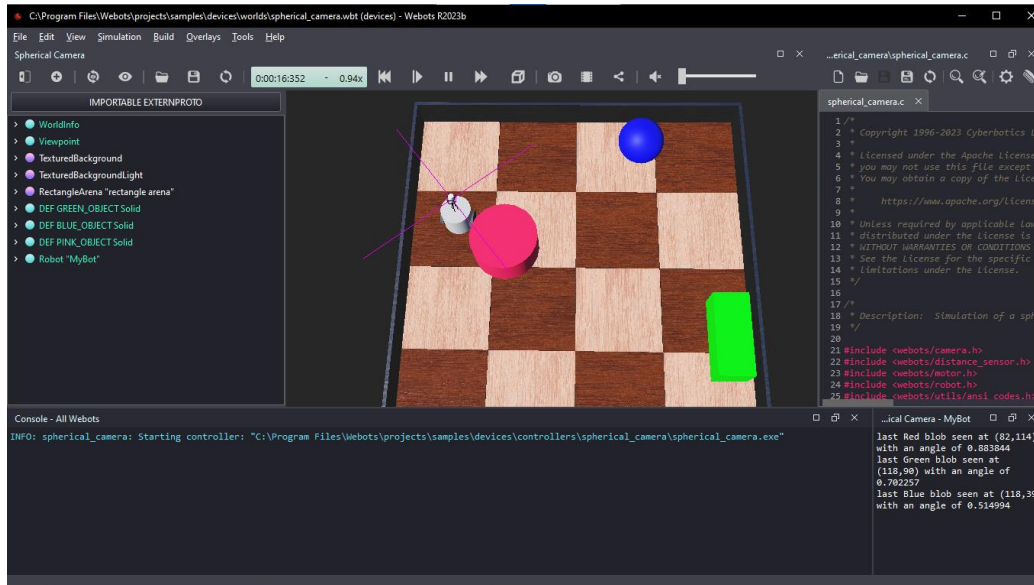 C:\Program Files\Webots\projects\samples\devices\worlds\spherical_camera.wbt (devices) - Webots R2023b
File Edit View Simulation Build Overlays Tools Help
Spherical Camera
0:00:16:352 - 0.94x
IMPORTABLE EXTERNPROTO
WorldInfo
Viewpoint
TexturedBackground
TexturedBackgroundLight
RectangleArena "rectangle arena"
DEF GREEN_OBJECT Solid
DEF BLUE_OBJECT Solid
DEF PINK_OBJECT Solid
Robot "MyBot"
...erical_camera\spherical_camera.c
spherical_camera.c
1 /*
2 * Copyright 1996-2023 Cyberbotics L
3 *
4 * Licensed under the Apache License
5 * you may not use this file except
6 * You may obtain a copy of the Lice
7 *
8 * https://www.apache.org/licens
9 *
10 * Unless required by applicable law
11 * distributed under the License is
12 * WITHOUT WARRANTIES OR CONDITIONS
13 * See the License for the specific
14 * limitations under the License.
15 */
16
17 /*
18 * Description: Simulation of a sph
19 */
20
21 #include <webots/camera.h>
22 #include <webots/distance_sensor.h>
23 #include <webots/motor.h>
24 #include <webots/robot.h>
25 #include <webots/utils/ansi_codes.h>
Console - All Webots
INFO: spherical_camera: Starting controller: "C:\Program Files\Webots\projects\samples\devices\controllers\spherical_camera\spherical_camera.exe"
...ical Camera - MyBot
last Red blob seen at (82,114)
with an angle of 0.883844
last Green blob seen at
(118,90) with an angle of
0.702257
last Blue blob seen at (118,39
with an angle of 0.514994